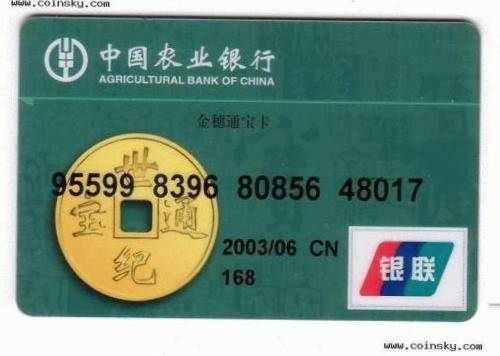 www.coinsky.com
中国农业银行
AGRICULTURAL BANK OF CHINA
金穗通宝卡
世
95599 8396 80856 48017
宝 通
纪
2003/06 CN
168
银联
www.coinsky.com